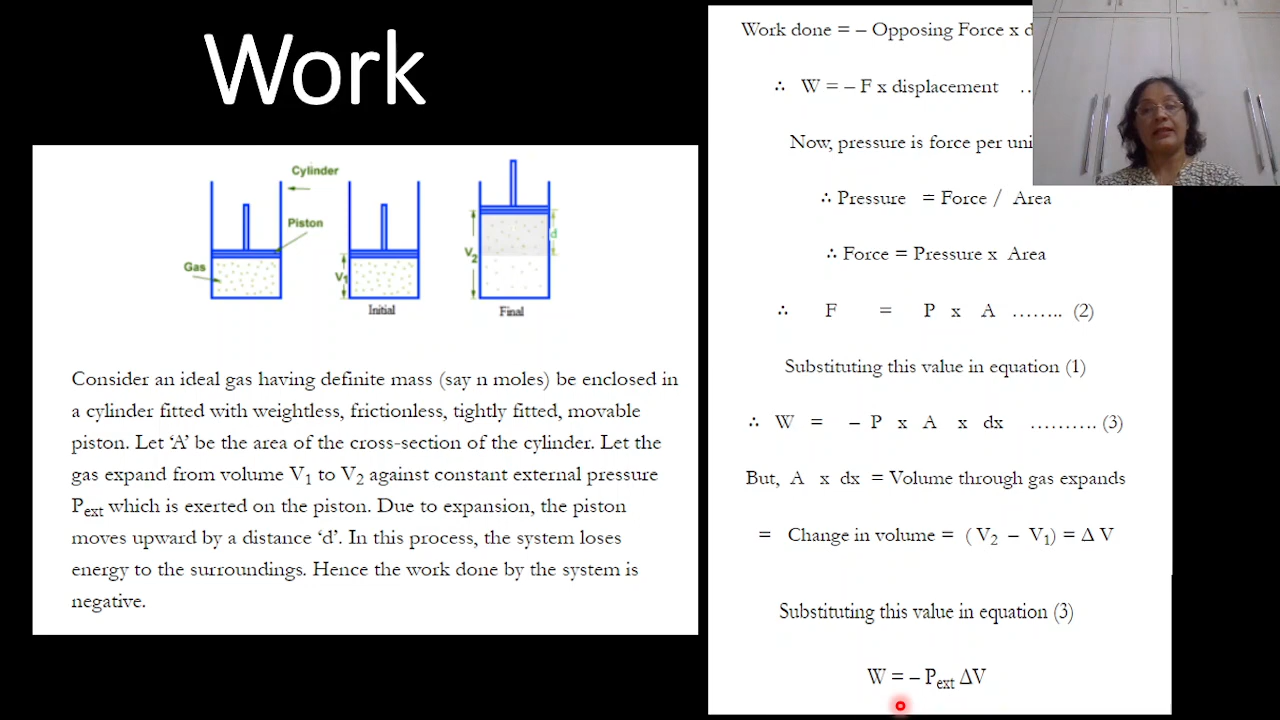 Work
Cylinder
Piston
Gas
V1
Initial
V2
d
Final
Consider an ideal gas having definite mass (say n moles) be enclosed in
a cylinder fitted with weightless, frictionless, tightly fitted, movable
piston. Let ‘A’ be the area of the cross-section of the cylinder. Let the
gas expand from volume V₁ to V₂ against constant external pressure
Pext which is exerted on the piston. Due to expansion, the piston
moves upward by a distance ‘d’. In this process, the system loses
energy to the surroundings. Hence the work done by the system is
negative.
Work done = – Opposing Force x
∴ W = – F x displacement
Now, pressure is force per
∴ Pressure = Force / Area
∴ Force = Pressure x Area
∴ F = P x A …….. (2)
Substituting this value in equation (1)
∴ W = – P x A x dx ………. (3)
But, A x dx = Volume through gas expands
= Change in volume = ( V₂ – V₁) = Δ V
Substituting this value in equation (3)
W = – Pext ΔV